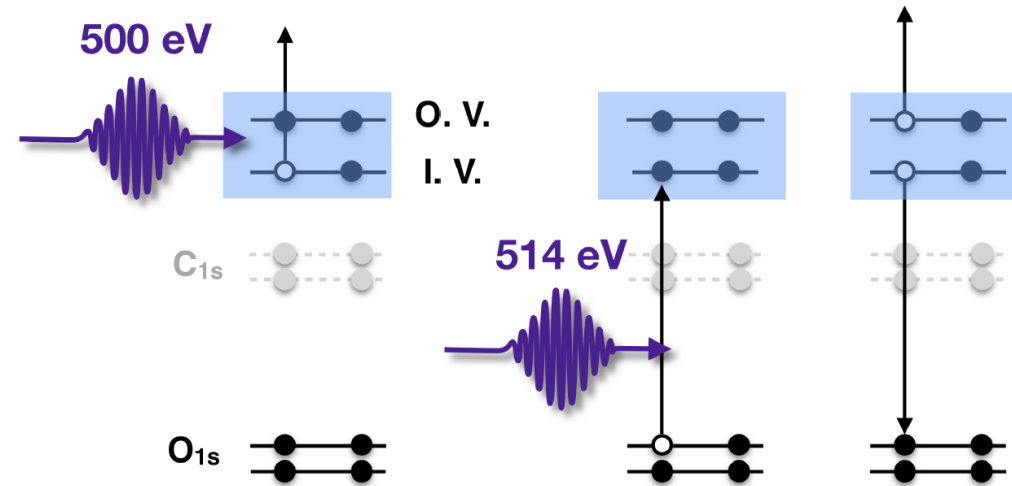 500 eV
O. V.
I. V.
C1s
514 eV
O1s